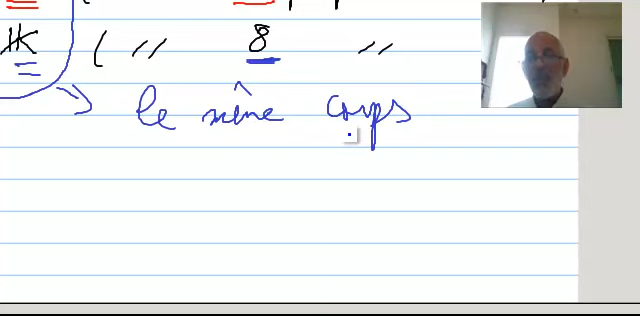 𝕂 ( // 8 //
→ le même corps